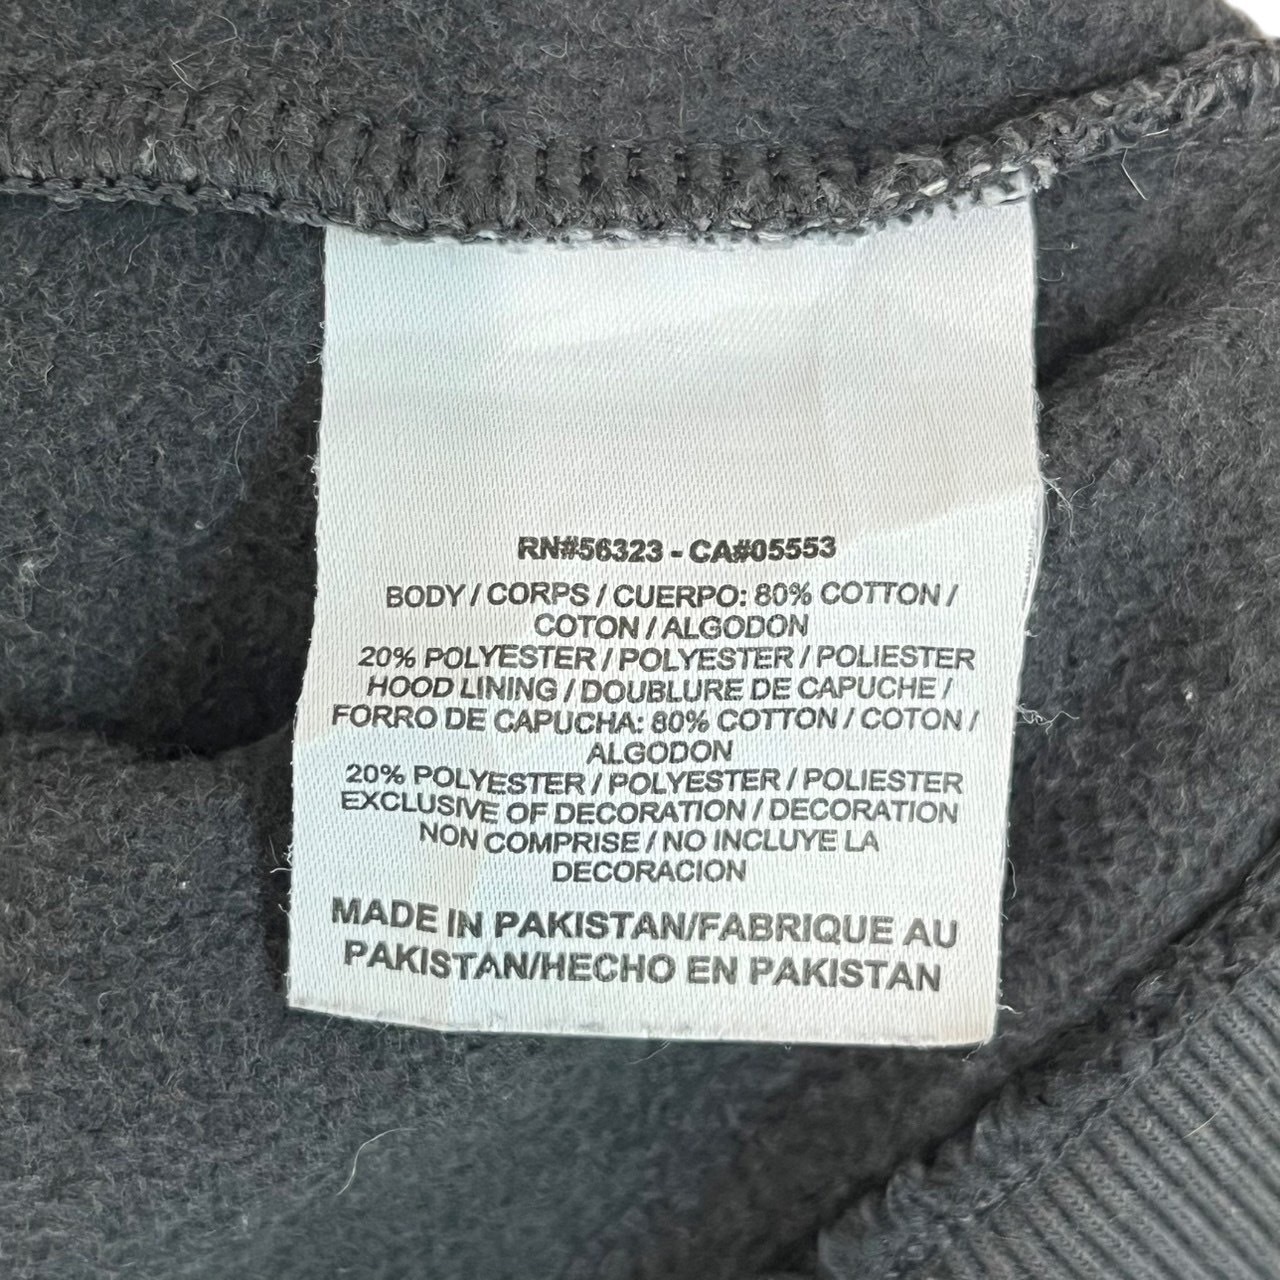 RN#56323 - CA#05553
BODY / CORPS / CUERPO: 80% COTTON /
COTON / ALGODON
20% POLYESTER / POLYESTER / POLIESTER
HOOD LINING / DOUBLURE DE CAPUCHE /
FORRO DE CAPUCHA: 80% COTTON / COTON /
ALGODON
20% POLYESTER / POLYESTER / POLIESTER
EXCLUSIVE OF DECORATION / DECORATION
NON COMPRISE / NO INCLUYE LA
DECORACION
MADE IN PAKISTAN/FABRIQUE AU
PAKISTAN/HECHO EN PAKISTAN